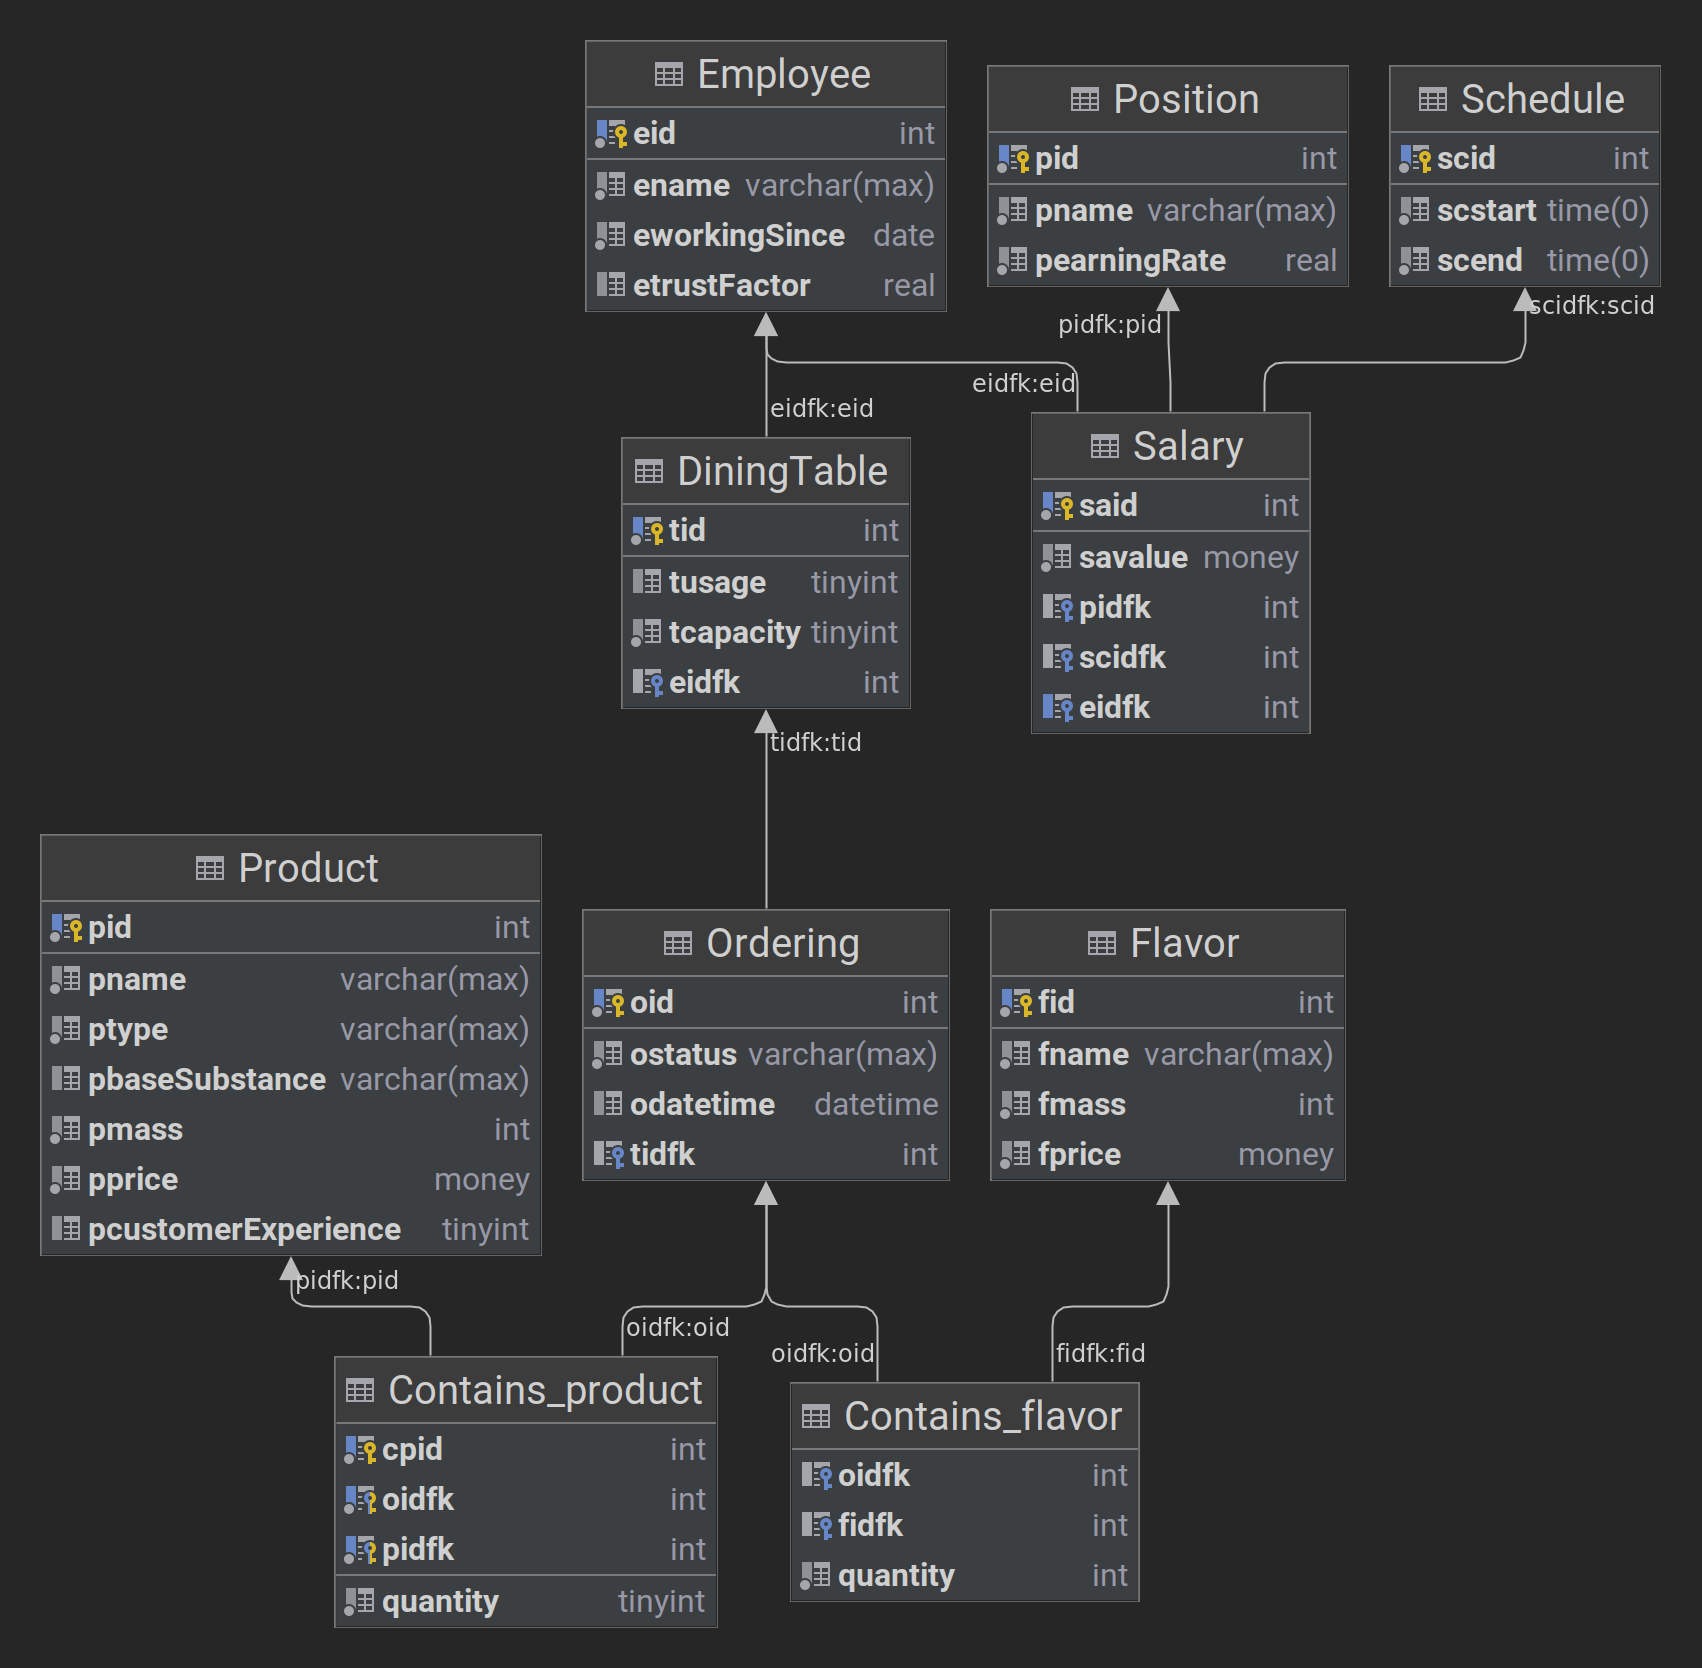 Employee
eid int
ename varchar(max)
eworkingSince date
etrustFactor real
Position
pid int
pname varchar(max)
pearningRate real
Schedule
scid int
scstart time(0)
scend time(0)
scidfk:scid
pidfk:pid
eidfk:eid
eidfk:eid
DiningTable
tid int
tusage tinyint
tcapacity tinyint
eidfk int
Salary
said int
savalue money
pidfk int
scidfk int
eidfk int
tidfk:tid
Product
pid int
pname varchar(max)
ptype varchar(max)
pbaseSubstance varchar(max)
pmass int
pprice money
pcustomerExperience tinyint
Ordering
oid int
ostatus varchar(max)
odatetime datetime
tidfk int
Flavor
fid int
fname varchar(max)
fmass int
fprice money
pidfk:pid
oidfk:oid
oidfk:oid
fidfk:fid
Contains_product
cpid int
oidfk int
pidfk int
quantity tinyint
Contains_flavor
oidfk int
fidfk int
quantity int